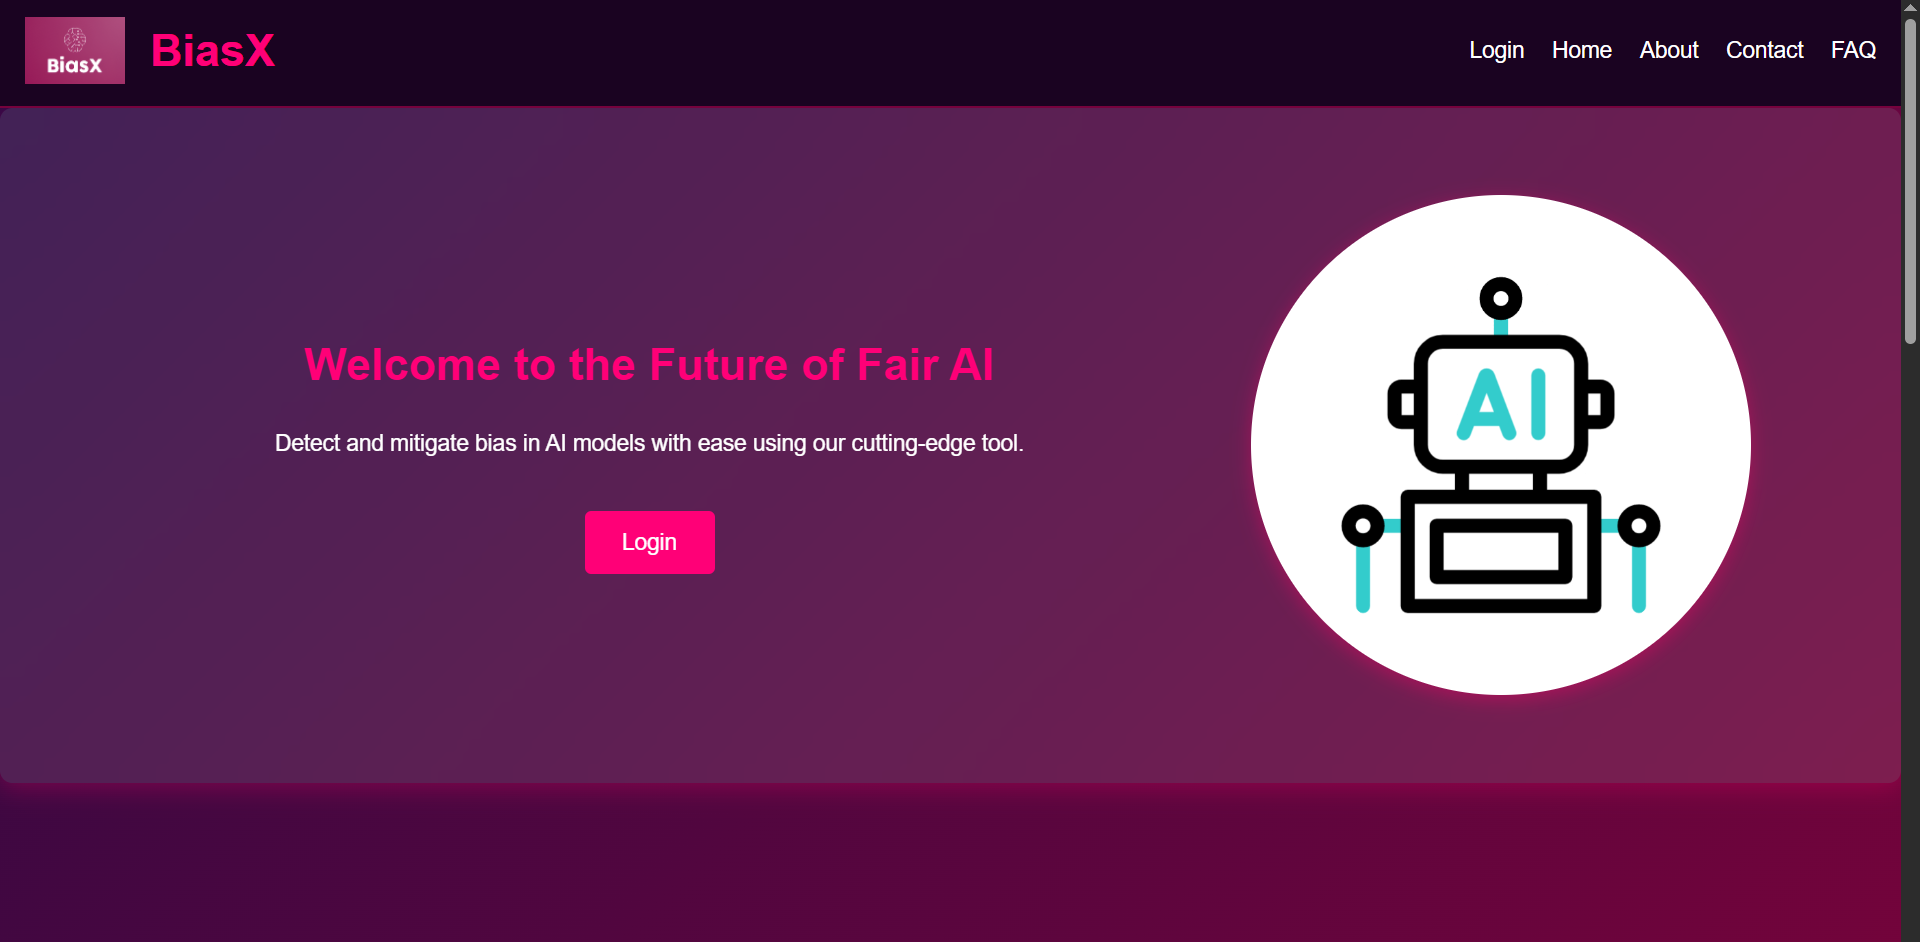 BiasX
BiasX
Login Home About Contact FAQ
Welcome to the Future of Fair AI
Detect and mitigate bias in AI models with ease using our cutting-edge tool.
Login
AI